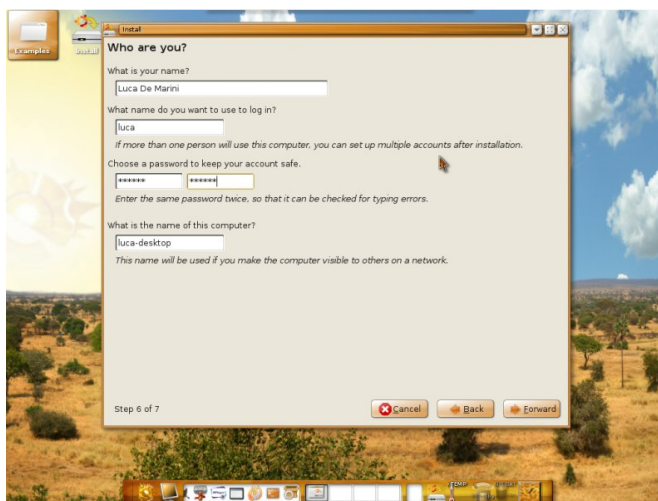 Examples
Install
Install
Who are you?
What is your name?
Luca De Marini
What name do you want to use to log in?
luca
If more than one person will use this computer, you can set up multiple accounts after installation.
Choose a password to keep your account safe.
****** ******
Enter the same password twice, so that it can be checked for typing errors.
What is the name of this computer?
luca-desktop
This name will be used if you make the computer visible to others on a network.
Step 6 of 7
Cancel
Back
Forward